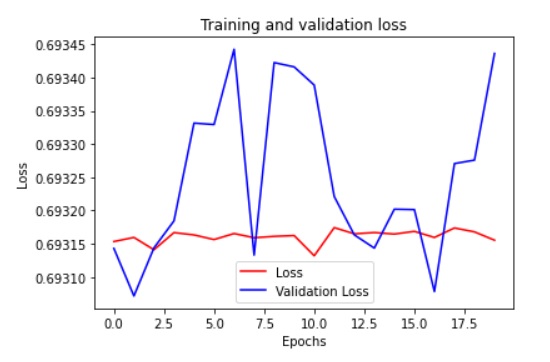 Training and validation loss
0.69345
0.69340
0.69335
0.69330
0.69325
0.69320
0.69315
0.69310
Loss
Loss
Validation Loss
0.0 2.5 5.0 7.5 10.0 12.5 15.0 17.5
Epochs